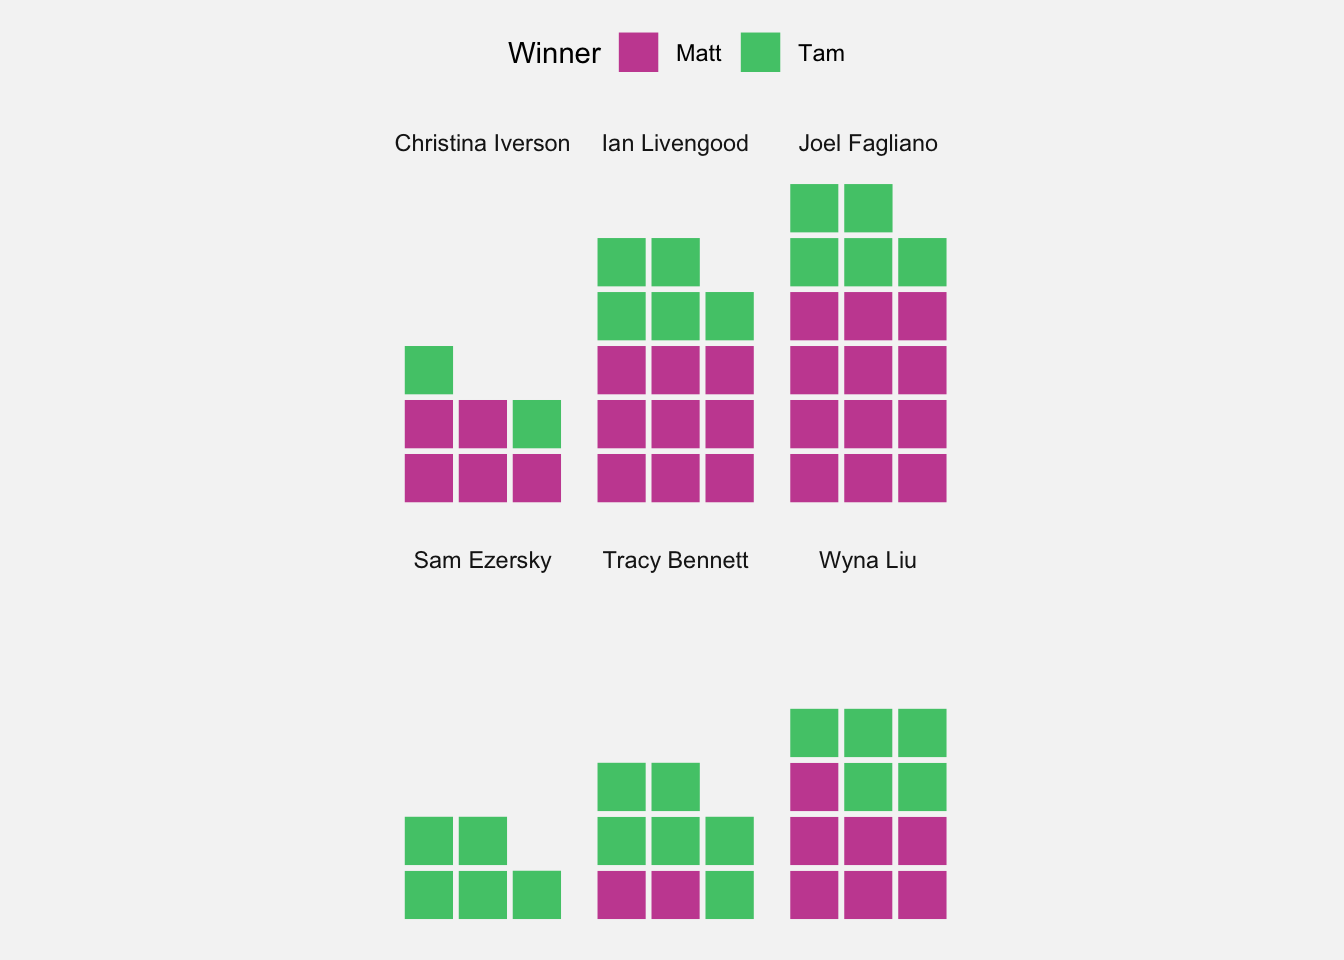 Winner Matt Tam
Christina Iverson Ian Livengood Joel Fagliano
Sam Ezersky Tracy Bennett Wyna Liu